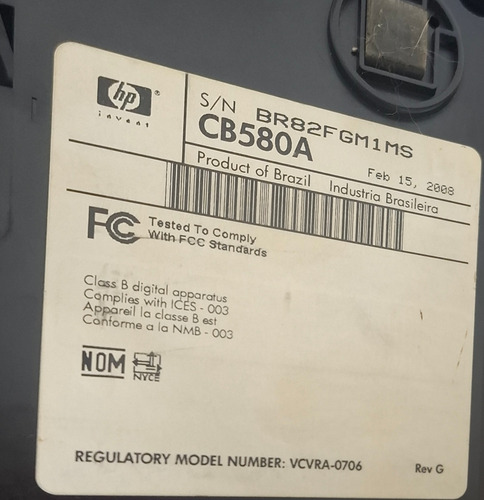 hp
invent
S/N BR82FGM1MS
CB580A
Feb 15, 2008
Product of Brazil Industria Brasileira
FC Tested To Comply
With FCC Standards
Class B digital apparatus
Complies with ICES - 003
Appareil la classe B est
Conforme a la NMB - 003
NOM
NYCE
REGULATORY MODEL NUMBER: VCVRA-0706 Rev G